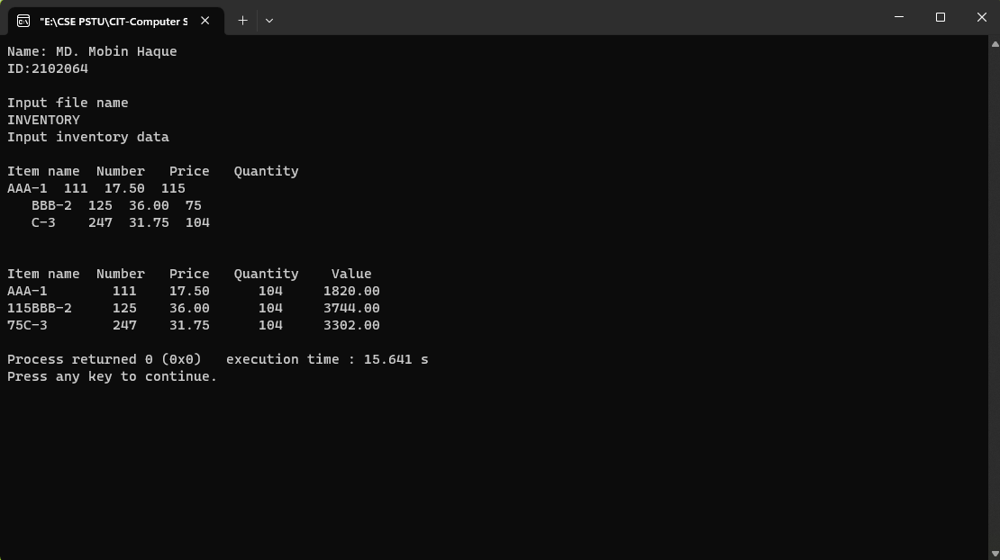 "E:\CSE PSTU\CIT-Computer S
Name: MD. Mobin Haque
ID:2102064
Input file name
INVENTORY
Input inventory data
Item name  Number   Price   Quantity
AAA-1  111  17.50  115
   BBB-2  125  36.00  75
   C-3    247  31.75  104
Item name  Number   Price   Quantity    Value
AAA-1        111    17.50      104     1820.00
115BBB-2     125    36.00      104     3744.00
75C-3        247    31.75      104     3302.00
Process returned 0 (0x0)   execution time : 15.641 s
Press any key to continue.